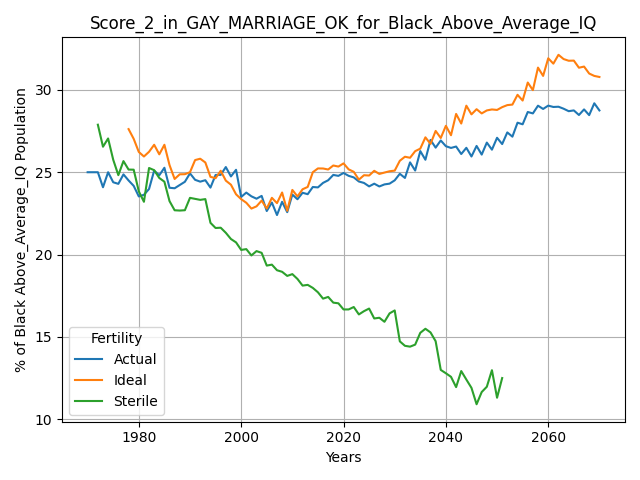 Score_2_in_GAY_MARRIAGE_OK_for_Black_Above_Average_IQ
% of Black Above_Average_IQ Population
30
25
20
15
10
Fertility
Actual
Ideal
Sterile
1980
2000
2020
2040
2060
Years